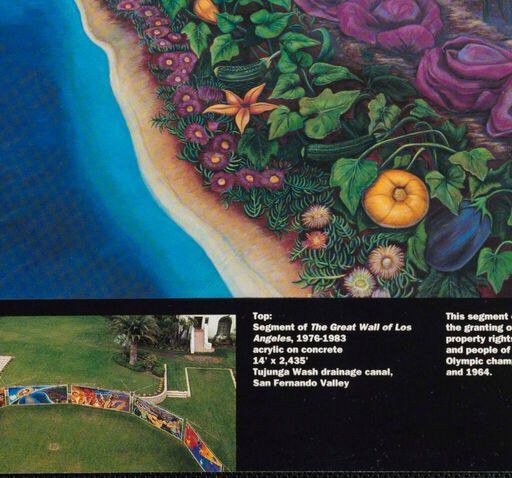 Top:
Segment of The Great Wall of Los
Angeles, 1976-1983
acrylic on concrete
14' x 2,435'
Tujunga Wash drainage canal,
San Fernando Valley
This segment
the granting o
property rights
and people of
Olympic cham
and 1964.